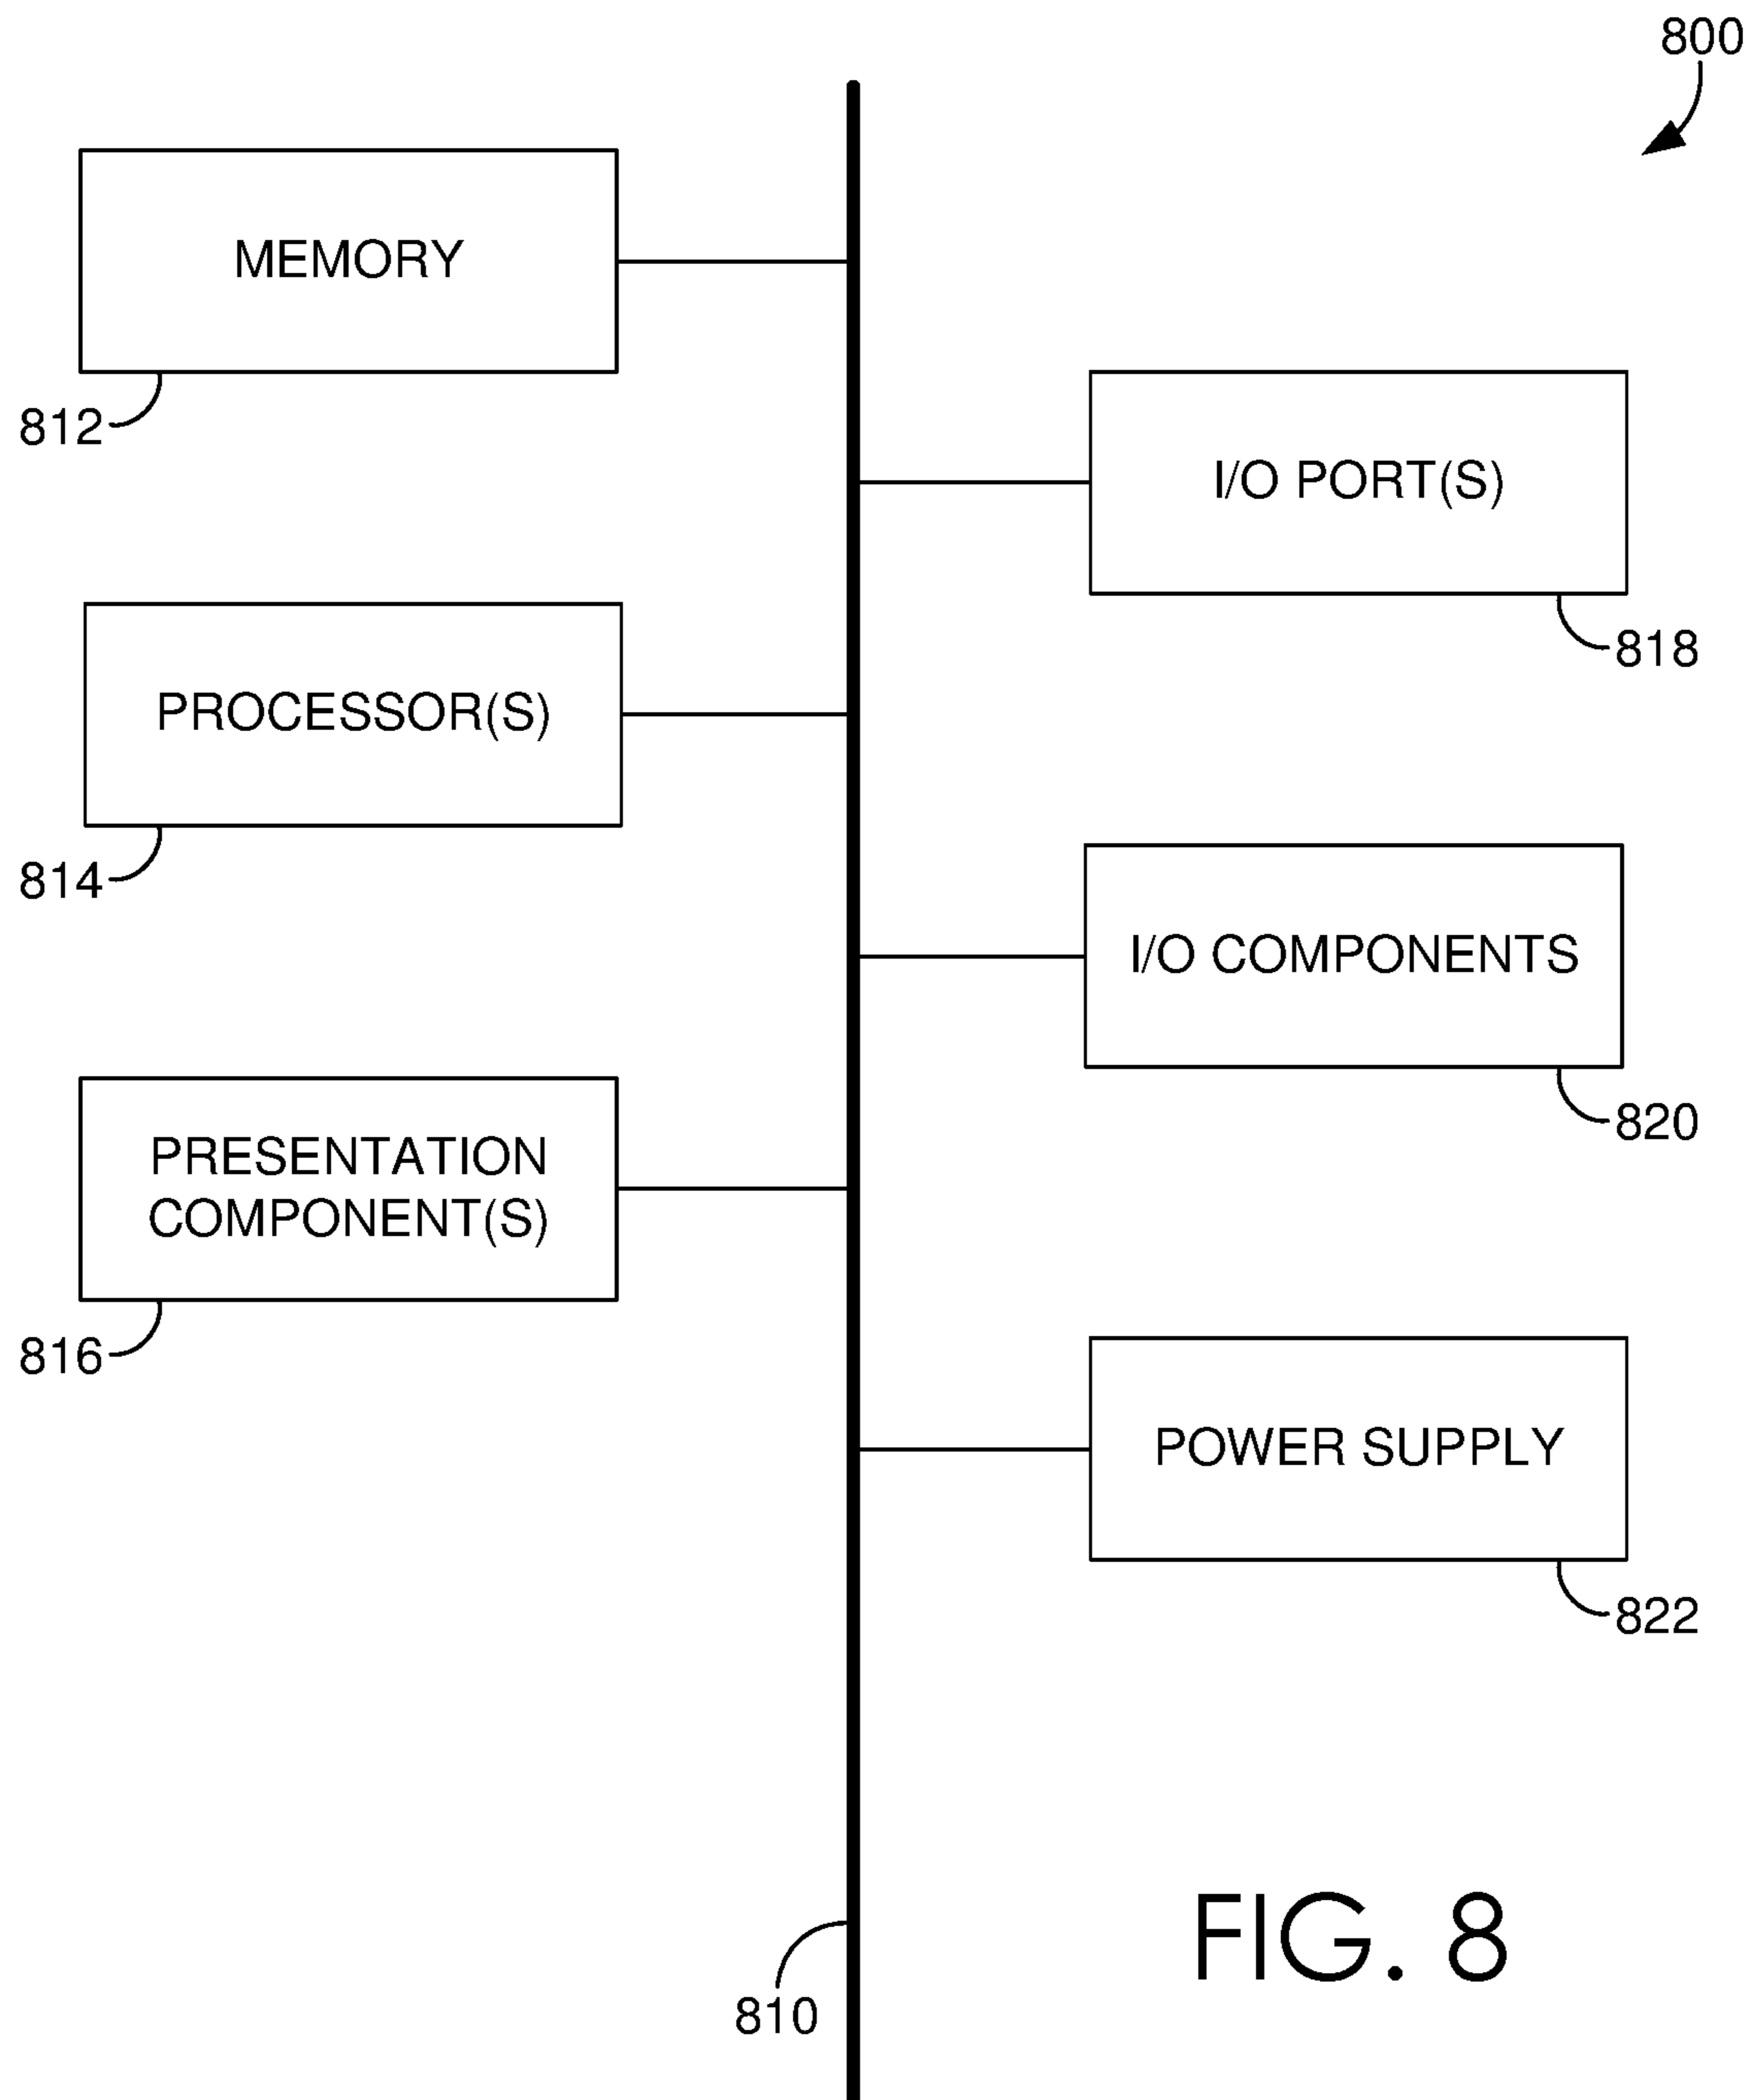 800
MEMORY
812
I/O PORT(S)
818
PROCESSOR(S)
814
I/O COMPONENTS
820
PRESENTATION
COMPONENT(S)
816
POWER SUPPLY
822
810
FIG. 8